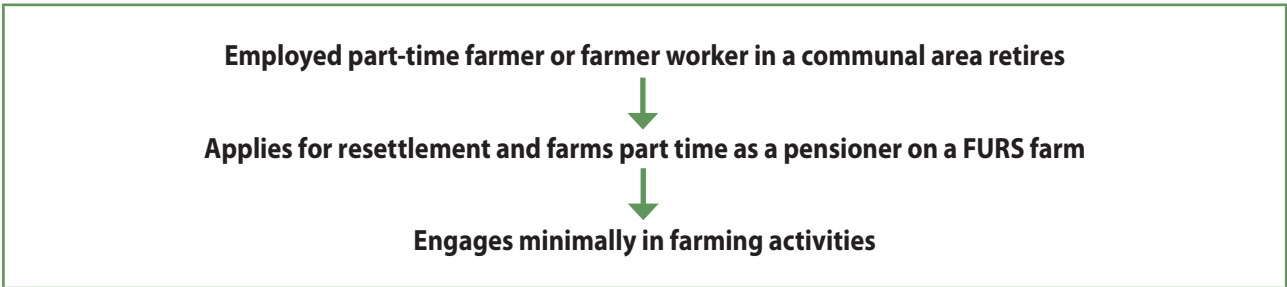 Employed part-time farmer or farmer worker in a communal area retires
Applies for resettlement and farms part time as a pensioner on a FURS farm
Engages minimally in farming activities